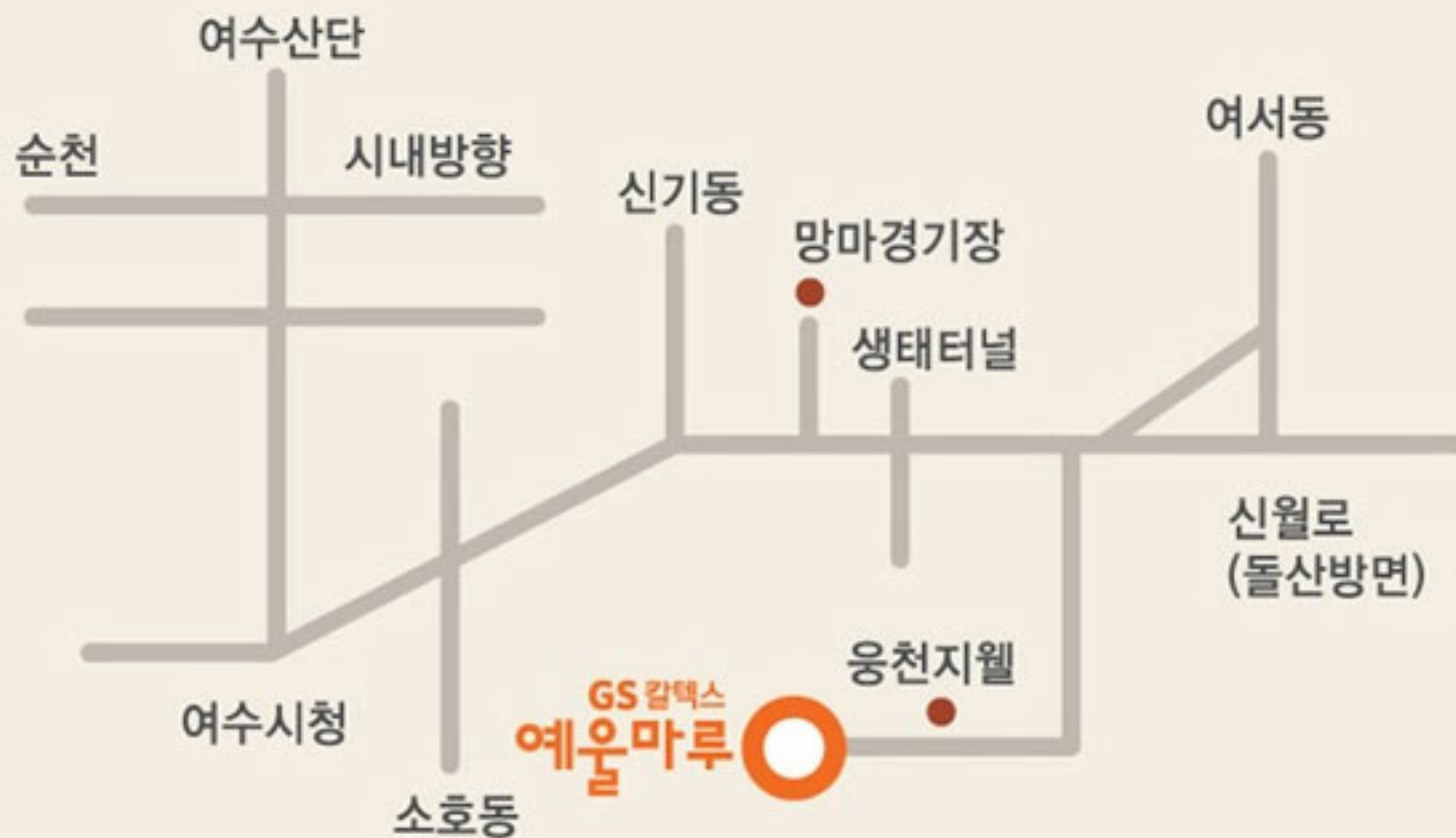 여수산단
순천
시내방향
신기동
여서동
망마경기장
생태터널
신월로
(돌산방면)
웅천지웰
GS 칼텍스
예울마루
여수시청
소호동